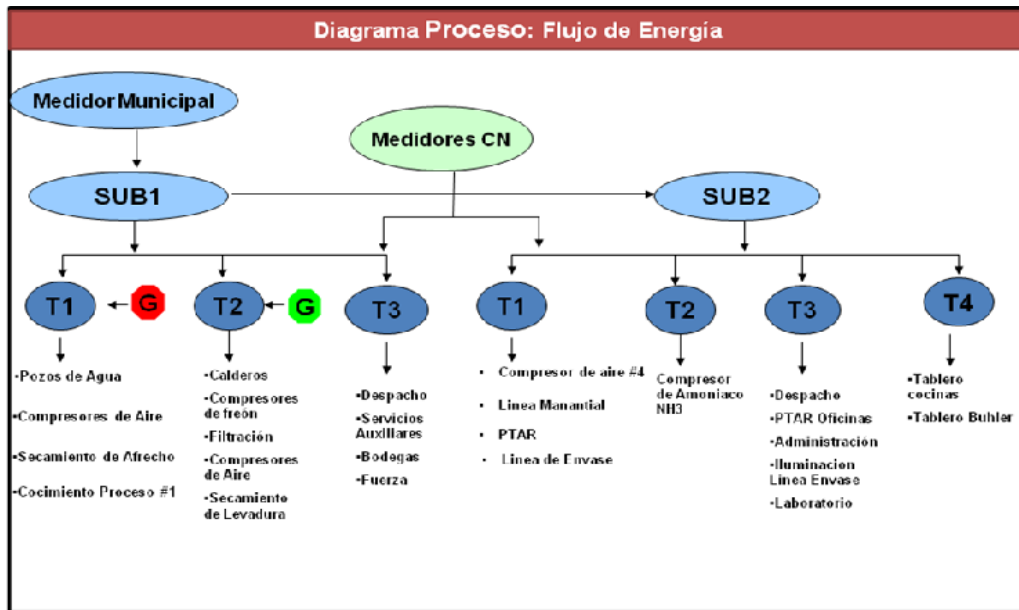 Diagrama Proceso: Flujo de Energía
Medidor Municipal
Medidores CN
SUB1
SUB2
T1
G
T2
G
T3
T1
T2
T3
T4
•Pozos de Agua
•Compresores de Aire
•Secamiento de Afrecho
•Cocimiento Proceso #1
•Calderos
•Compresores
de freón
•Filtración
•Compresores
de Aire
•Secamiento
de Levadura
•Despacho
•Servicios
Auxiliares
•Bodegas
•Fuerza
• Compresor de aire #4
• Linea Manantial
• PTAR
• Linea de Envase
Compresor
de Amoniaco
NH3
•Despacho
•PTAR Oficinas
•Administración
•Iluminacion
Linea Envase
•Laboratorio
•Tablero
cocinas
•Tablero Buhler